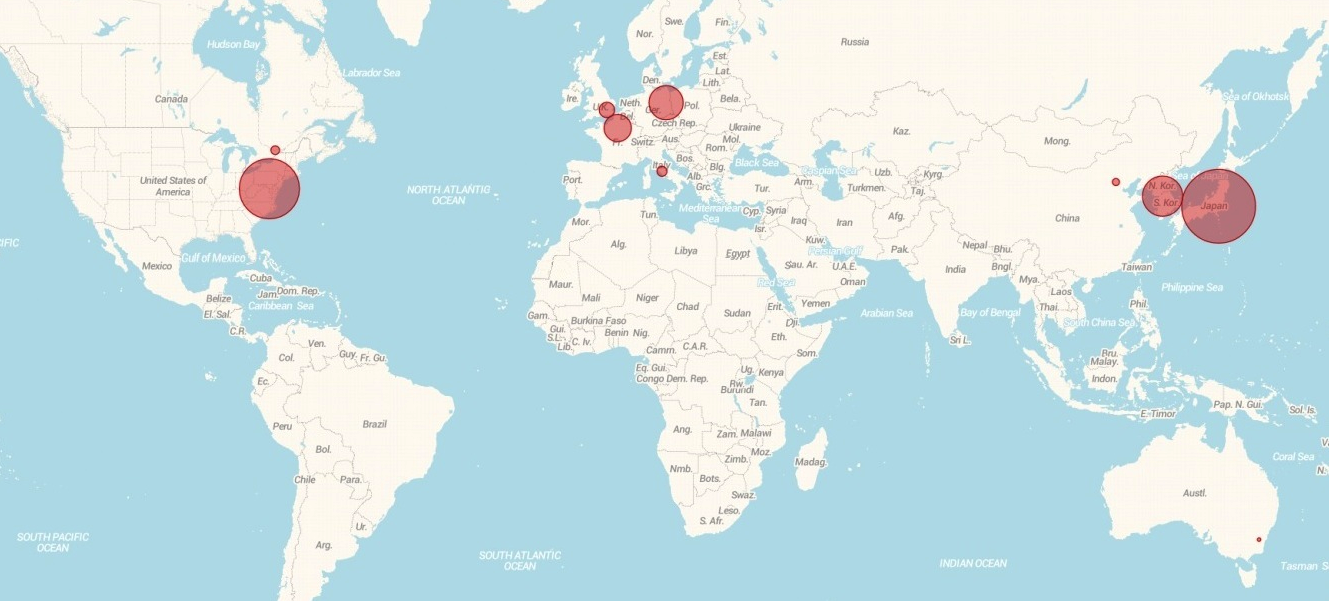 Hudson Bay
Labrador Sea
Canada
United States of
America
NORTH ATLANTIC
OCEAN
Gulf of Mexico
Mexico
Cuba
Jam.
Dom. Rep.
Belize
Caribbean Sea
El. Sal.
C.R.
Ven.
Col.
Guy.
Fr. Gu.
Ec.
Peru
Brazil
Bol.
Chile
Para.
Ur.
Arg.
SOUTH PACIFIC
OCEAN
SOUTH ATLANTIC
OCEAN
Swe.
Fin.
Nor.
Russia
Est.
Lat.
Lith.
Den.
Ire.
U.K.
Neth.
Ger.
Pol.
Bela.
Bel.
Czech Rep.
Ukraine
Fr.
Switz.
Aus.
Mol.
Rom.
Bos.
Italy
Blg.
Black Sea
Alb.
Grc.
Port.
Kaz.
Mong.
Caspian Sea
Uzb.
Kyrg.
Arm.
Turkmen.
Taj.
Tur.
Mediterranean
Sea
Cyp.
Syria
Isr.
Iraq
Iran
Afg.
China
N. Kor.
S. Kor.
Japan
Sea of Okhotsk
Mor.
Tun.
Alg.
Libya
Egypt
Kuw.
Persian Gulf
Pak.
Nepal
Bhu.
Sau. Ar.
U.A.E.
Oman
India
Bngl.
Mya.
Taiwan
Red Sea
Maur.
Mali
Niger
Chad
Sudan
Erit.
Yemen
Arabian Sea
Bay of Bengal
Laos
Thai.
Phil.
Philippine Sea
South China Sea
Gam.
Gui.
S.L.
Lib.
C. Iv.
Burkina Faso
Benin
Nig.
Dji.
Eth.
Som.
Sri L.
Camm.
C.A.R.
Bru.
Malay.
Indon.
Eq. Gui.
Congo Dem. Rep.
Ug.
Kenya
Rw.
Burundi
Tan.
E. Timor
Pap. N. Gui.
Sol. Is.
Ang.
Zam.
Malawi
Moz.
Zimb.
Madag.
Nmb.
Bots.
Swaz.
Leso.
S. Afr.
Coral Sea
Austl.
INDIAN OCEAN